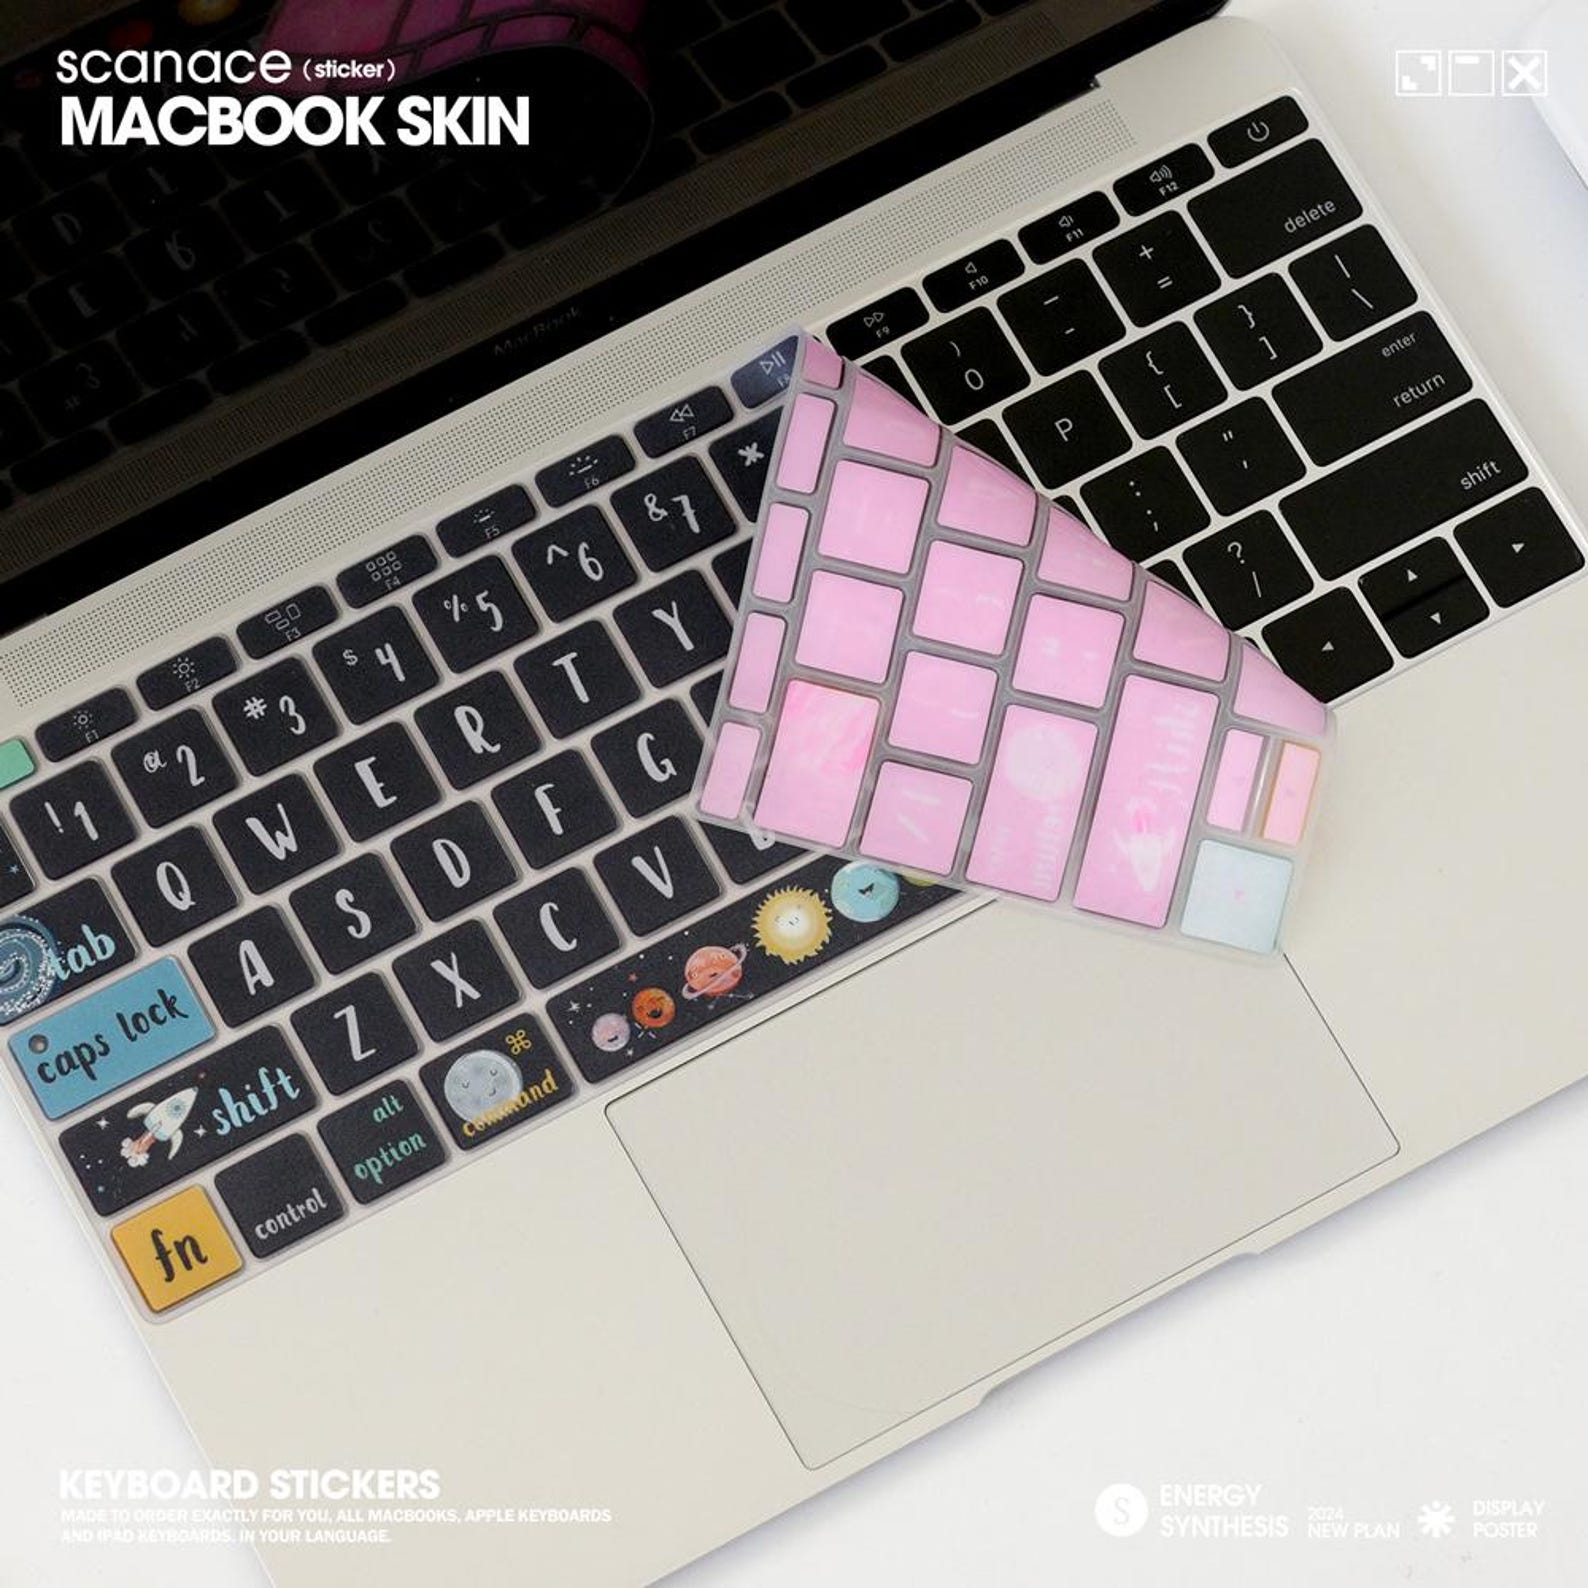 scanace (sticker)
MACBOOK SKIN
MacBook
delete
F12
F11
F10
F9
+ =
_ -
) 0
| \
} ]
{ [
P
enter
return
" '
: ;
shift
? /
F7
F6
F5
F4
F3
F2
F1
*
& 7
^ 6
% 5
$ 4
# 3
@ 2
! 1
Y
T
R
E
W
Q
tab
G
F
D
S
A
caps lock
V
C
X
Z
shift
⌘
command
alt
option
control
fn
KEYBOARD STICKERS
MADE TO ORDER EXACTLY FOR YOU, ALL MACBOOKS, APPLE KEYBOARDS
AND IPAD KEYBOARDS. IN YOUR LANGUAGE.
S
ENERGY
SYNTHESIS
2024
NEW PLAN
DISPLAY
POSTER